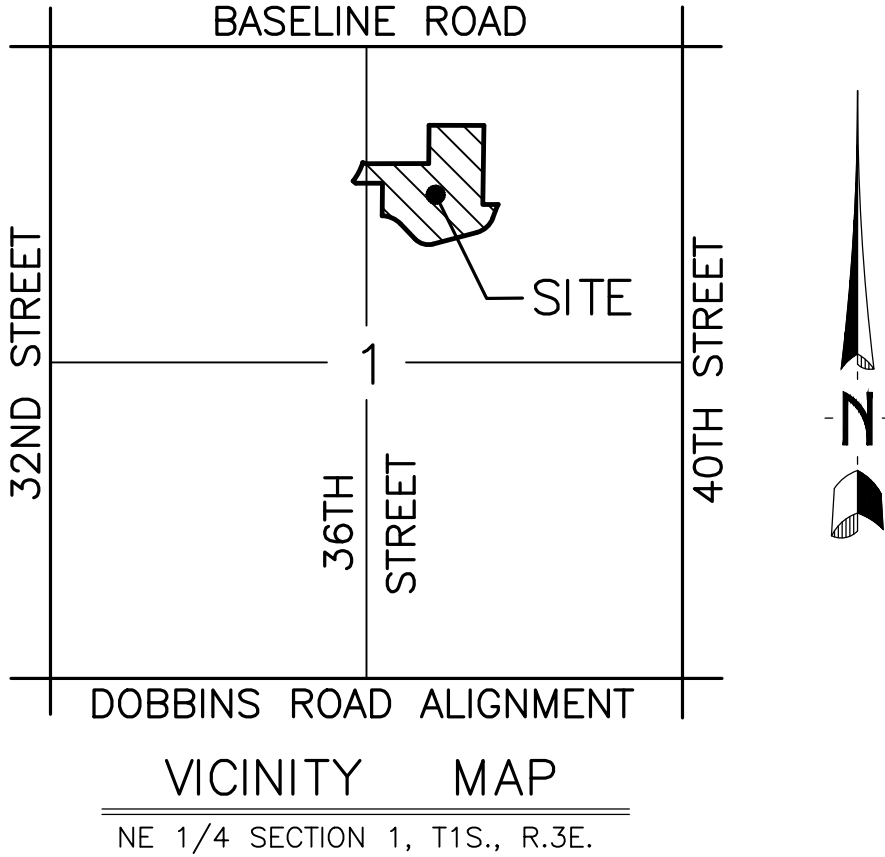 BASELINE ROAD
SITE
32ND STREET
40TH STREET
1
N
36TH
STREET
DOBBINS ROAD ALIGNMENT
VICINITY MAP
NE 1/4 SECTION 1, T1S., R.3E.